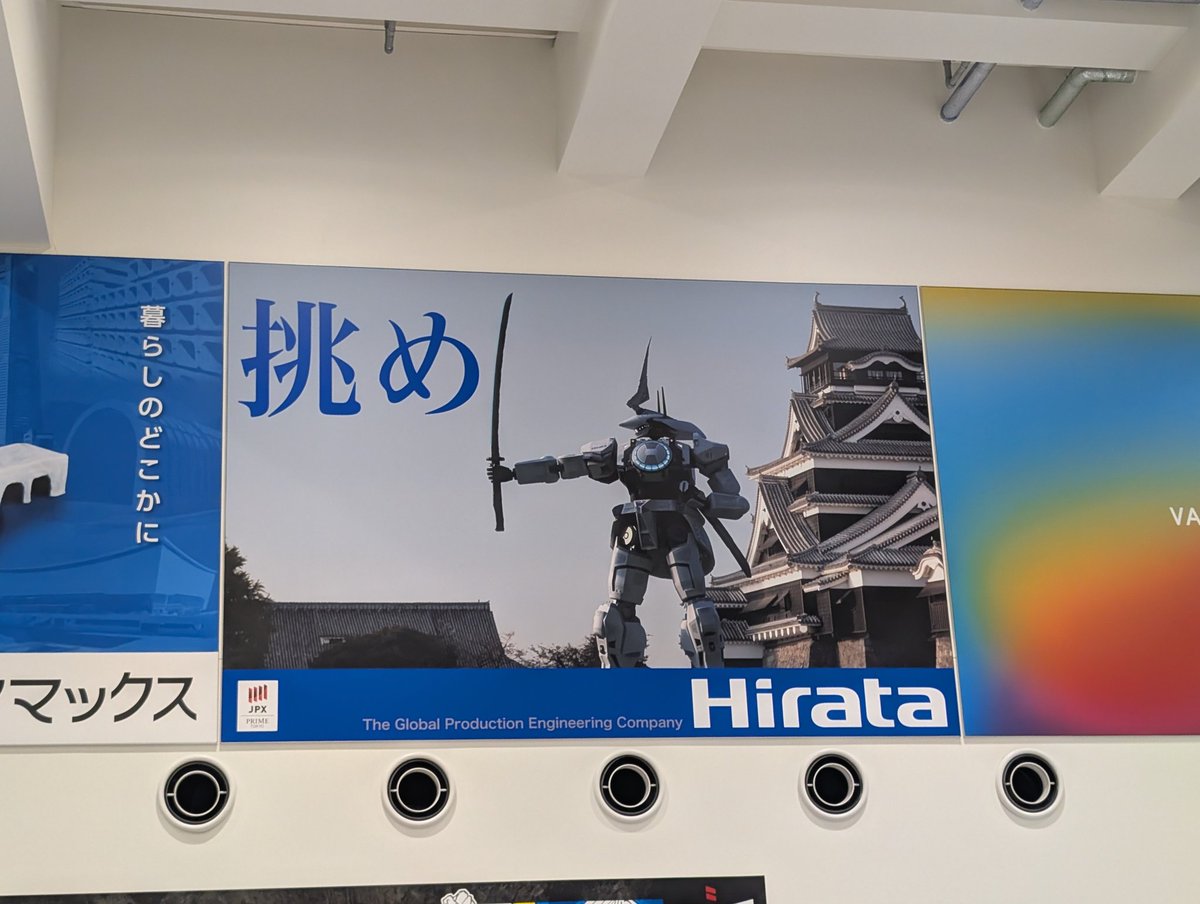 暮らしのどこかに
マックス
挑め
JPX
PRIME
TOKYO
The Global Production Engineering Company
Hirata
VA